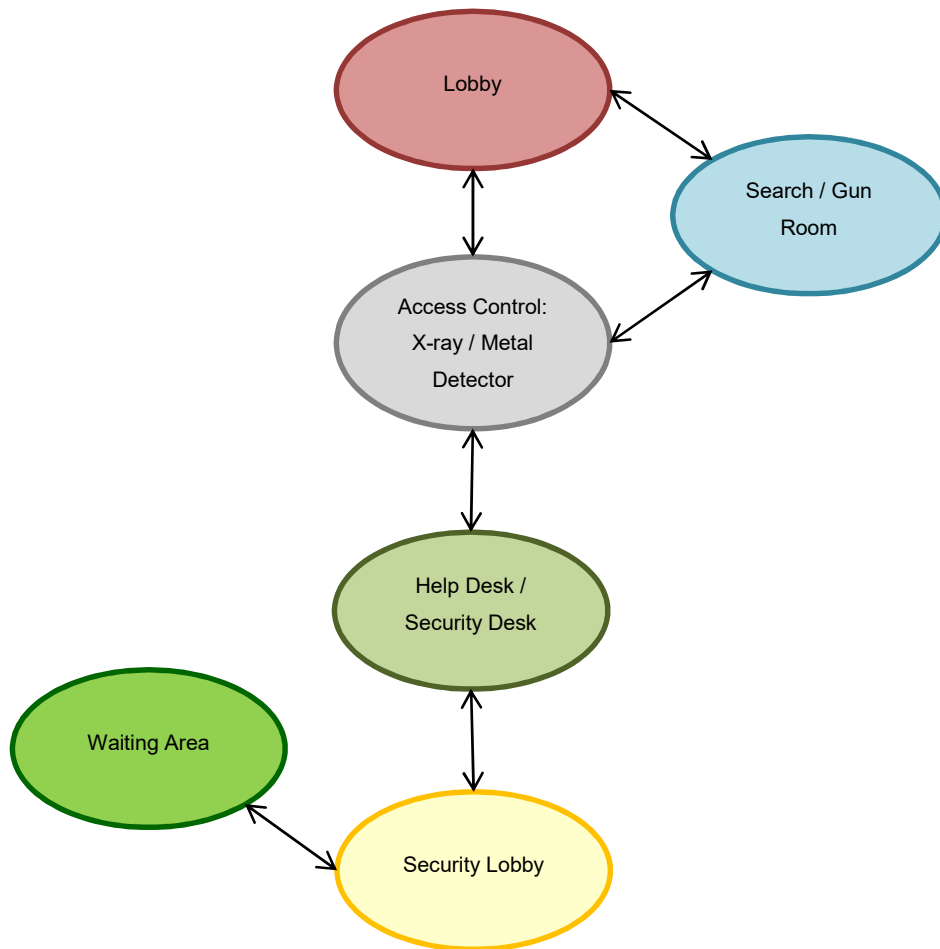 Lobby
Search / Gun
Room
Access Control:
X-ray / Metal
Detector
Help Desk /
Security Desk
Waiting Area
Security Lobby